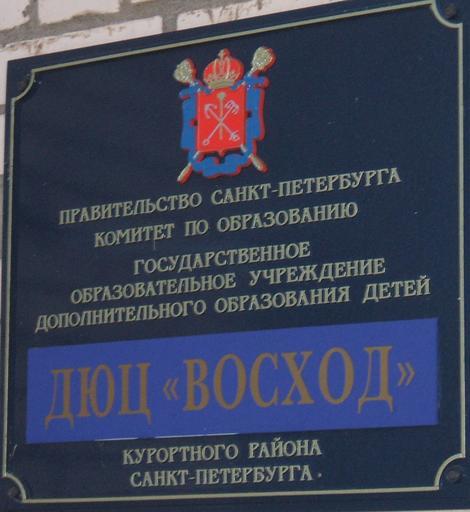 ПРАВИТЕЛЬСТВО САНКТ-ПЕТЕРБУРГА
КОМИТЕТ ПО ОБРАЗОВАНИЮ
ГОСУДАРСТВЕННОЕ
ОБРАЗОВАТЕЛЬНОЕ УЧРЕЖДЕНИЕ
ДОПОЛНИТЕЛЬНОГО ОБРАЗОВАНИЯ ДЕТЕЙ
ДЮЦ «ВОСХОД»
КУРОРТНОГО РАЙОНА
САНКТ-ПЕТЕРБУРГА.